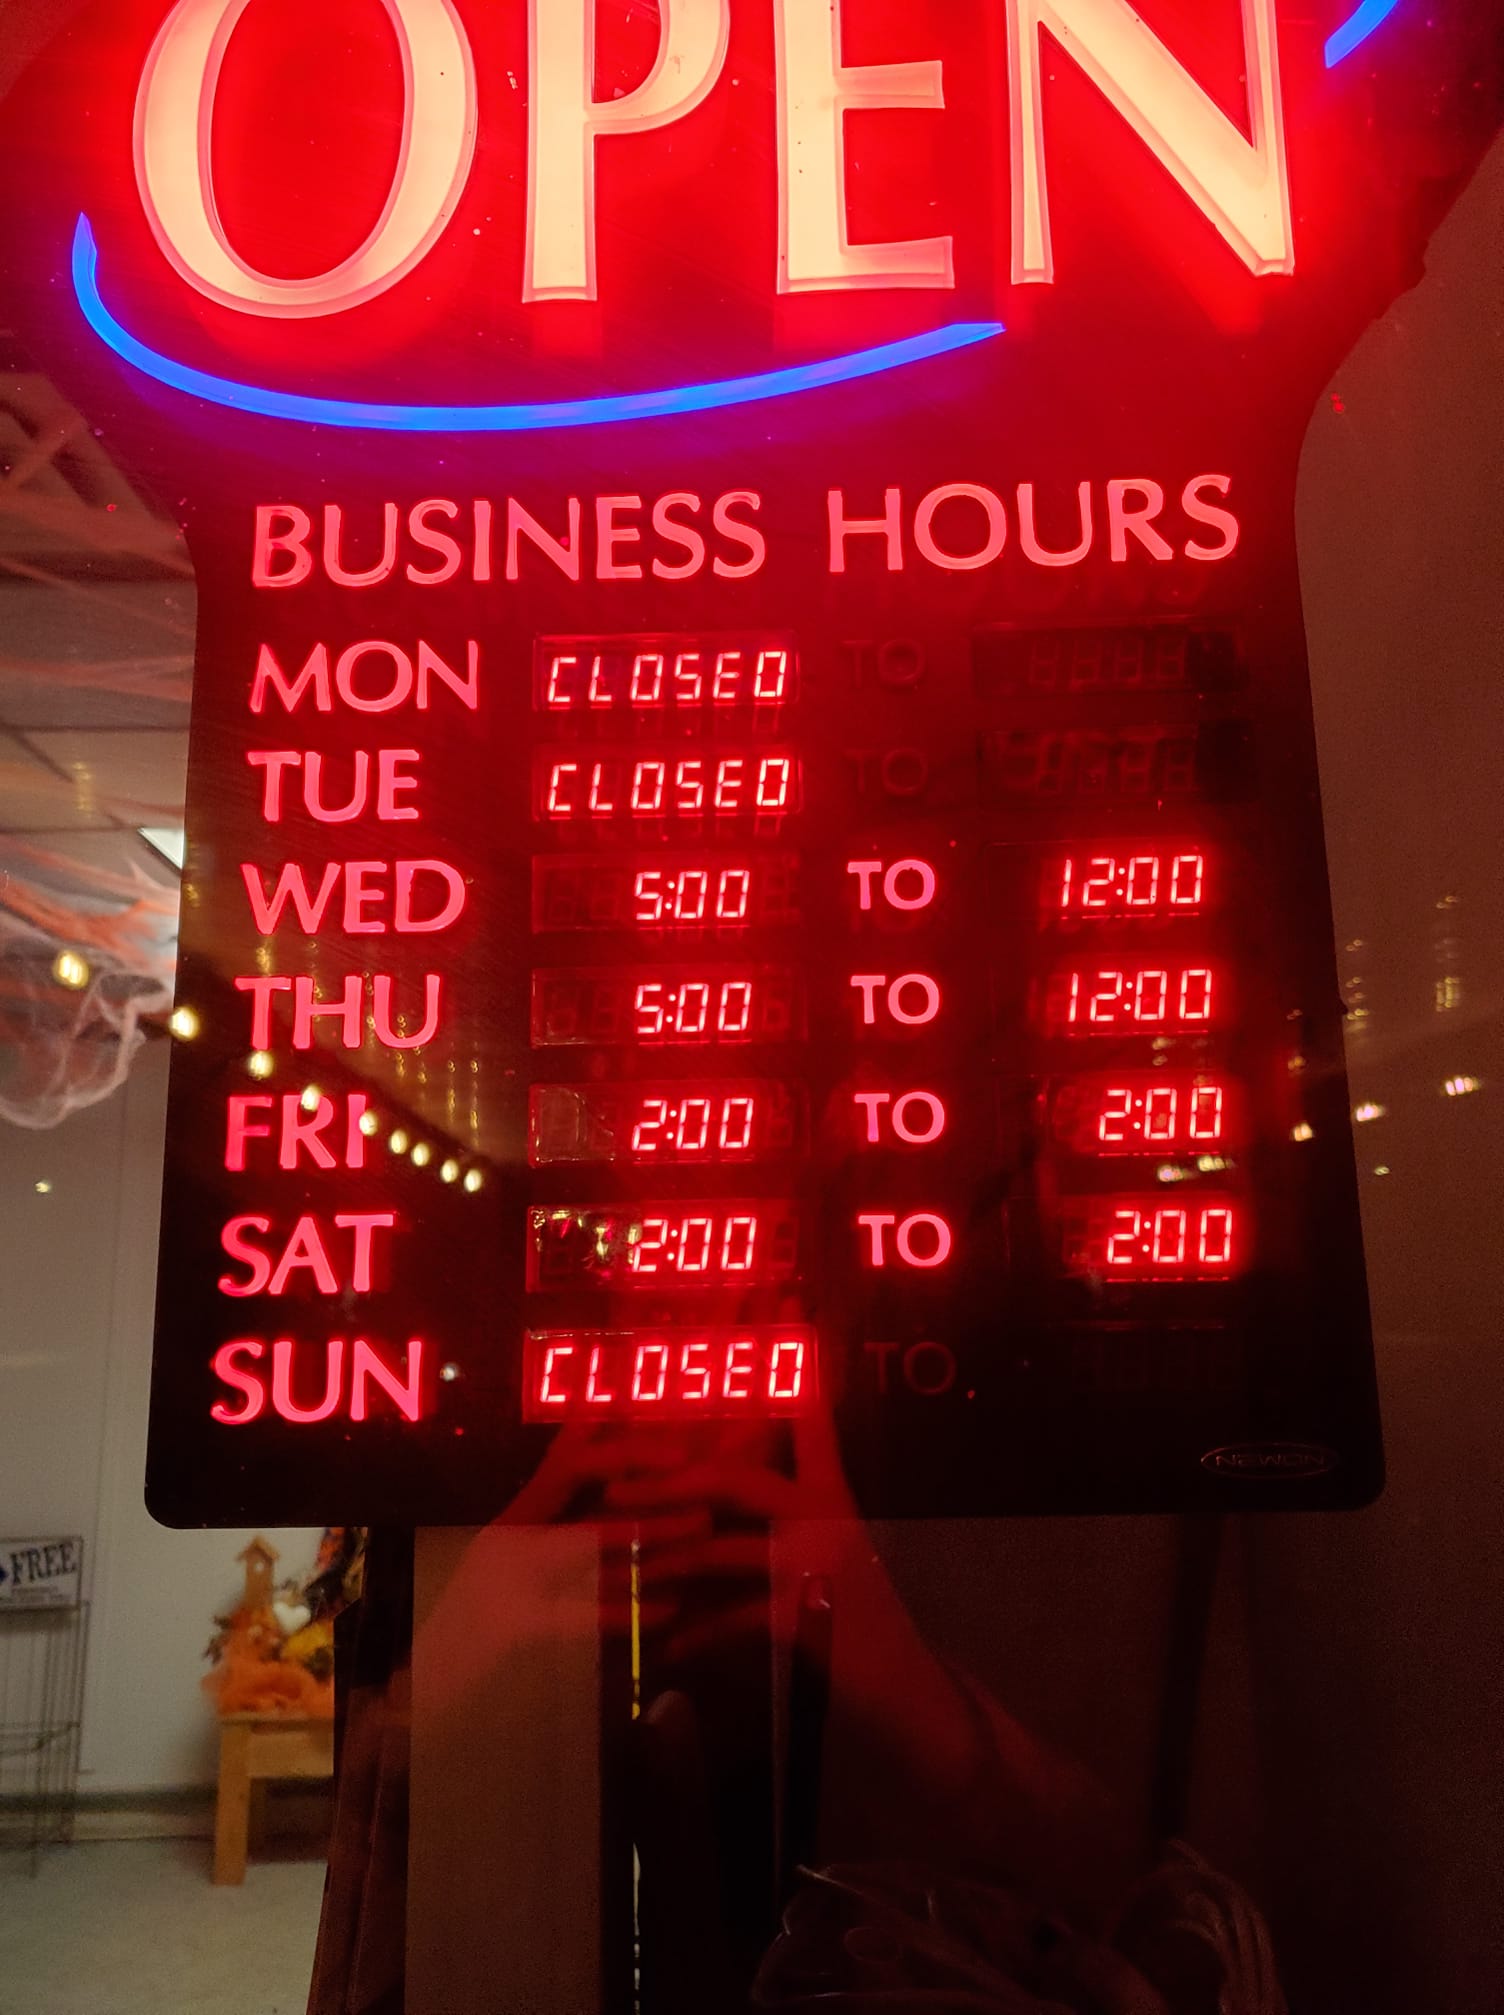 OPEN
BUSINESS HOURS
MON CLOSED TO
TUE CLOSED TO
WED 5:00 TO 12:00
THU 5:00 TO 12:00
FRI 2:00 TO 2:00
SAT 2:00 TO 2:00
SUN CLOSED TO
NEWON
FREE